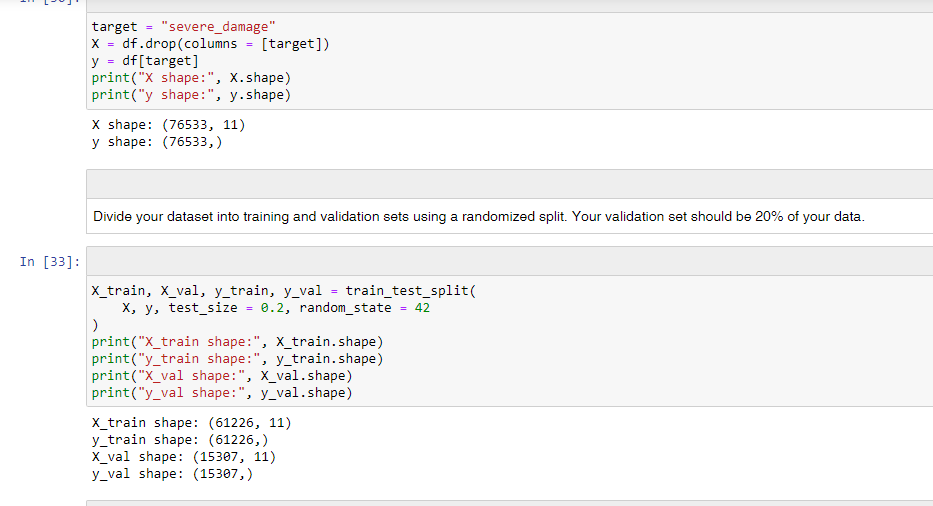 target = "severe_damage"
X = df.drop(columns = [target])
y = df[target]
print("X shape:", X.shape)
print("y shape:", y.shape)
X shape: (76533, 11)
y shape: (76533,)
Divide your dataset into training and validation sets using a randomized split. Your validation set should be 20% of your data.
In [33]:
X_train, X_val, y_train, y_val = train_test_split(
    X, y, test_size = 0.2, random_state = 42
)
print("X_train shape:", X_train.shape)
print("y_train shape:", y_train.shape)
print("X_val shape:", X_val.shape)
print("y_val shape:", y_val.shape)
X_train shape: (61226, 11)
y_train shape: (61226,)
X_val shape: (15307, 11)
y_val shape: (15307,)